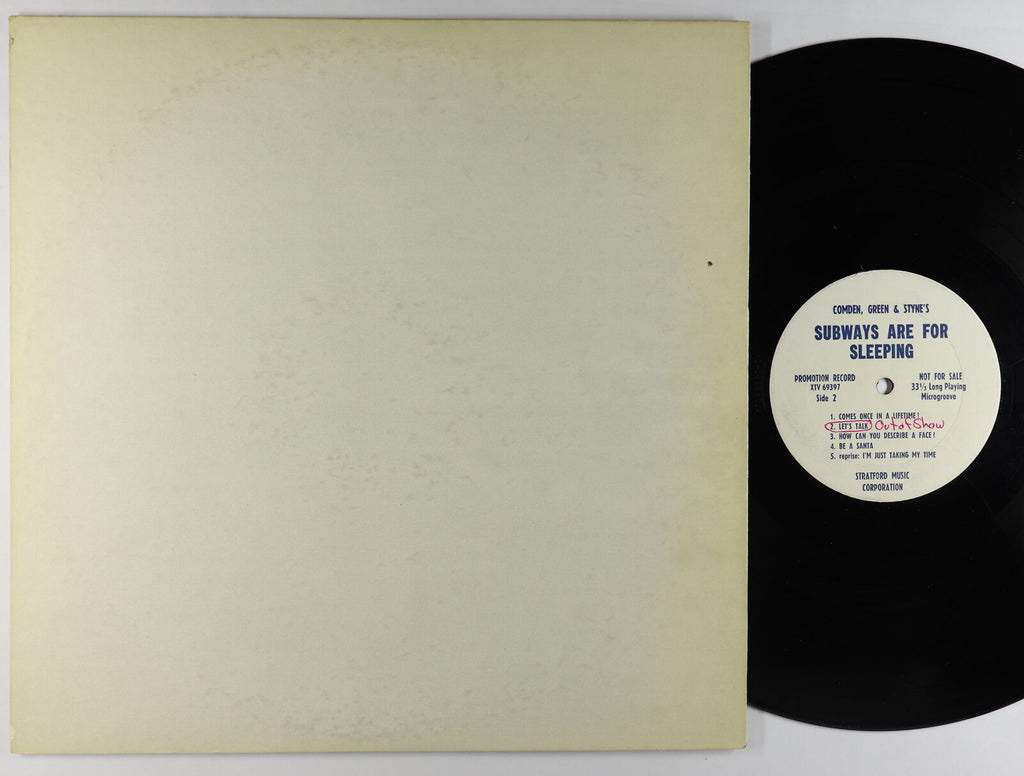 COMDEN, GREEN & STYNE'S
SUBWAYS ARE FOR
SLEEPING
PROMOTION RECORD
XTV 69397
Side 2
NOT FOR SALE
33⅓ Long Playing
Microgroove
1. COMES ONCE IN A LIFETIME!
2. LET'S TALK Out of Show
3. HOW CAN YOU DESCRIBE A FACE!
4. BE A SANTA
5. reprise: I'M JUST TAKING MY TIME
STRATFORD MUSIC
CORPORATION